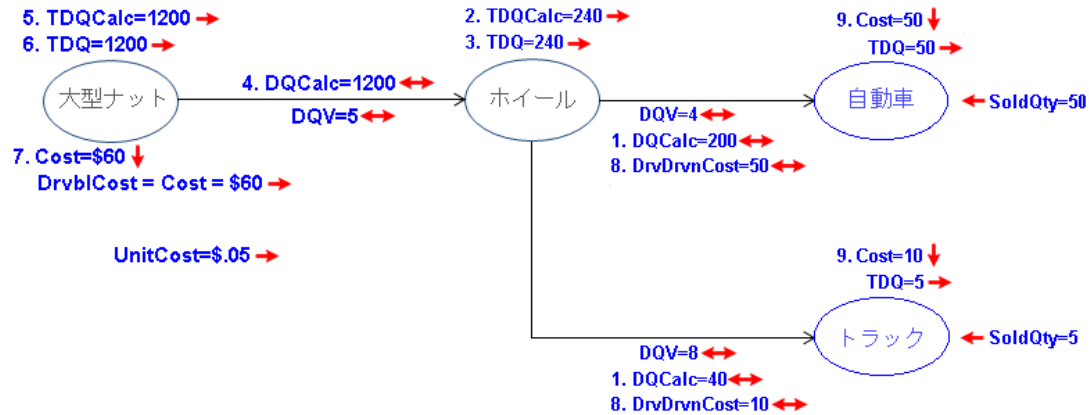 5. TDQCalc=1200
6. TDQ=1200
大型ナット
7. Cost=$60
DrvblCost = Cost = $60
UnitCost=$.05
4. DQCalc=1200
DQV=5
2. TDQCalc=240
3. TDQ=240
ホイール
DQV=4
1. DQCalc=200
8. DrvDrvnCost=50
9. Cost=50
TDQ=50
自動車
SoldQty=50
DQV=8
1. DQCalc=40
8. DrvDrvnCost=10
9. Cost=10
TDQ=5
トラック
SoldQty=5